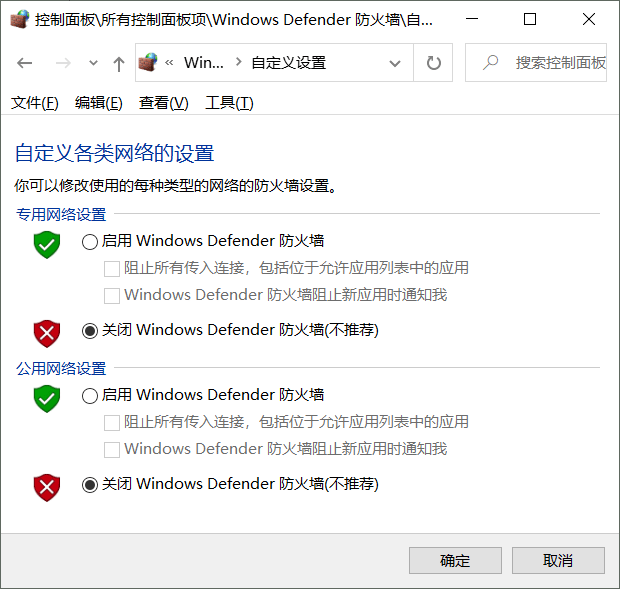 控制面板\所有控制面板项\Windows Defender 防火墙\自...
« Win... › 自定义设置
搜索控制面板
文件(F) 编辑(E) 查看(V) 工具(T)
自定义各类网络的设置
你可以修改使用的每种类型的网络的防火墙设置。
专用网络设置
启用 Windows Defender 防火墙
阻止所有传入连接，包括位于允许应用列表中的应用
Windows Defender 防火墙阻止新应用时通知我
关闭 Windows Defender 防火墙(不推荐)
公用网络设置
启用 Windows Defender 防火墙
阻止所有传入连接，包括位于允许应用列表中的应用
Windows Defender 防火墙阻止新应用时通知我
关闭 Windows Defender 防火墙(不推荐)
确定 取消